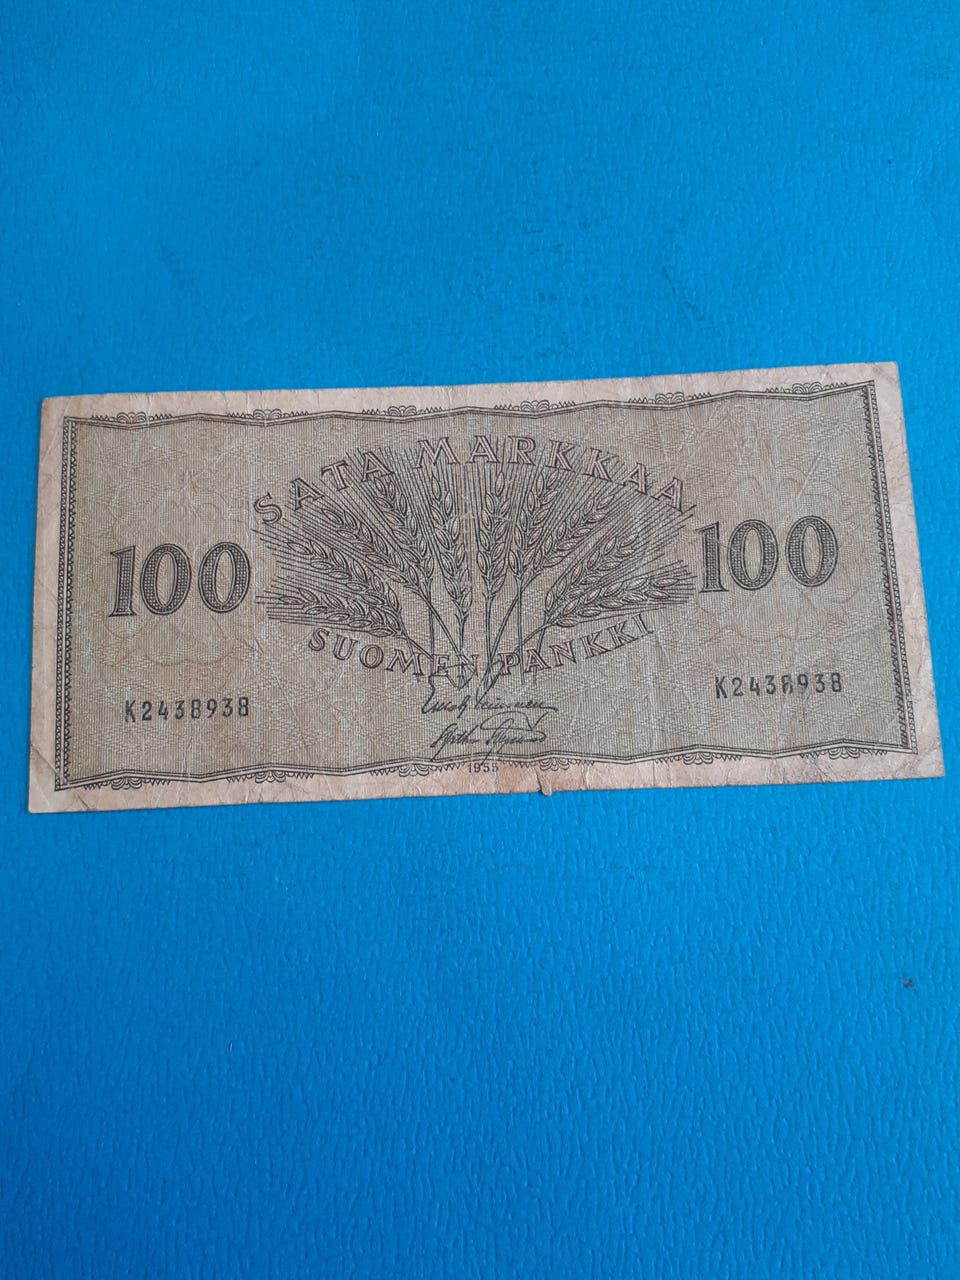 SATA MARKKAA
100 100
SUOMEN PANKKI
K2438938 K2438938
1955